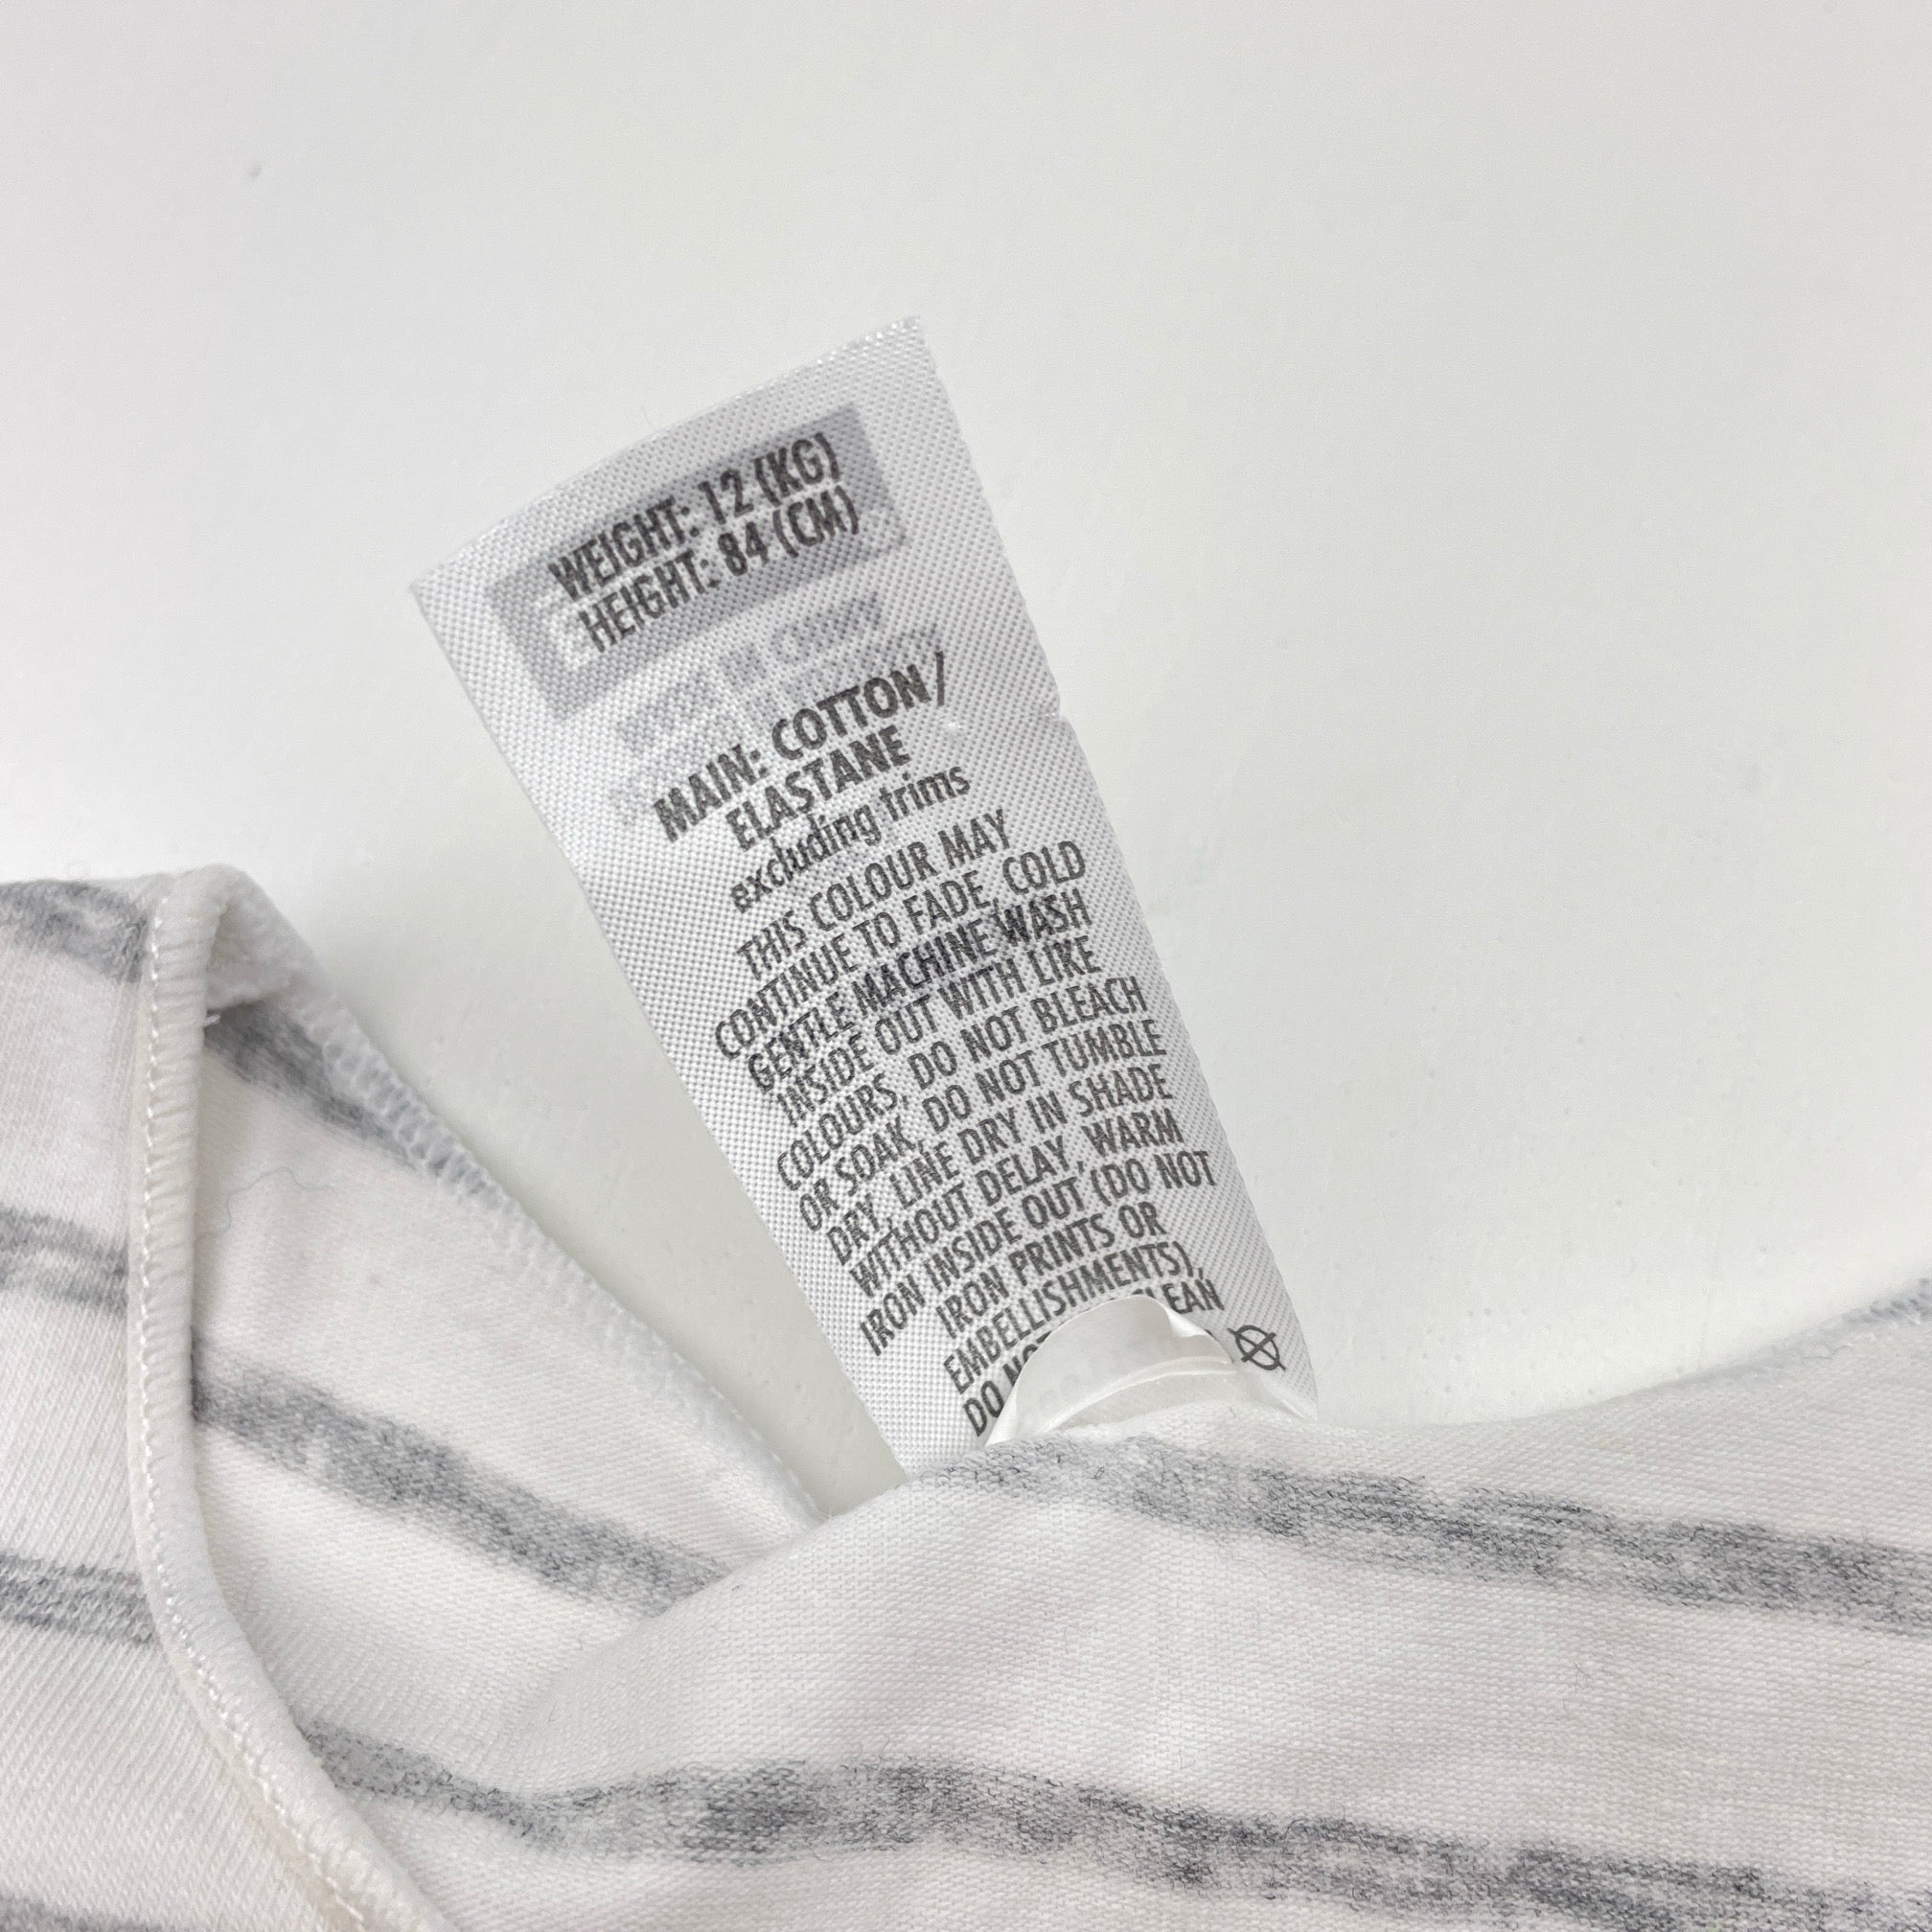 WEIGHT: 12 (KG)
HEIGHT: 84 (CM)
MAIN: COTTON/
ELASTANE
excluding trims
THIS COLOUR MAY
CONTINUE TO FADE, COLD
GENTLE MACHINE WASH
INSIDE OUT WITH LIKE
COLOURS, DO NOT BLEACH
OR SOAK, DO NOT TUMBLE
DRY, LINE DRY IN SHADE
WITHOUT DELAY, WARM
IRON INSIDE OUT (DO NOT
IRON PRINTS OR
EMBELLISHMENTS),
DO